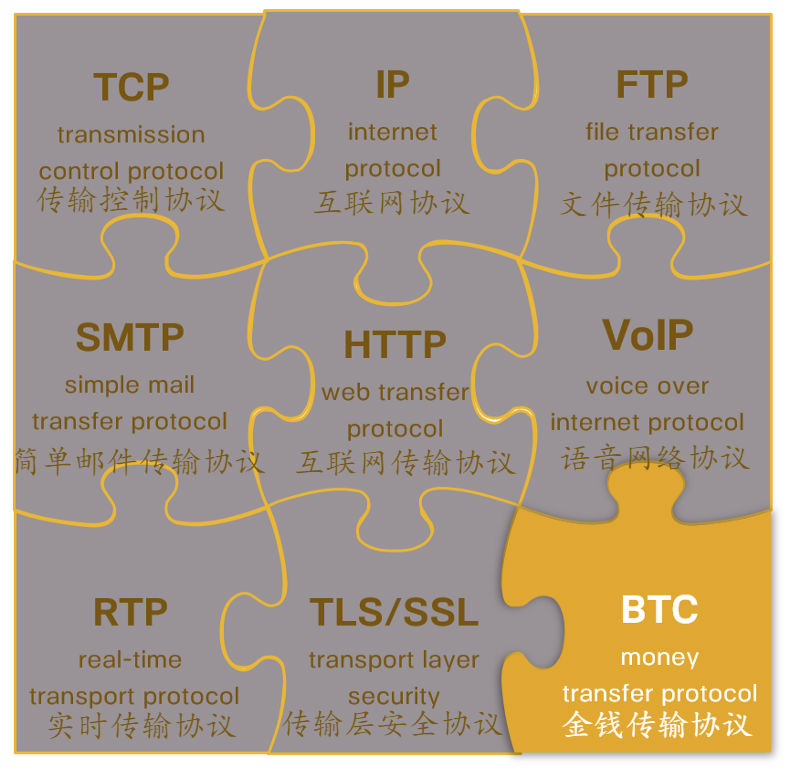 TCP
transmission
control protocol
传输控制协议
IP
internet
protocol
互联网协议
FTP
file transfer
protocol
文件传输协议
SMTP
simple mail
transfer protocol
简单邮件传输协议
HTTP
web transfer
protocol
互联网传输协议
VoIP
voice over
internet protocol
语音网络协议
RTP
real-time
transport protocol
实时传输协议
TLS/SSL
transport layer
security
传输层安全协议
BTC
money
transfer protocol
金钱传输协议